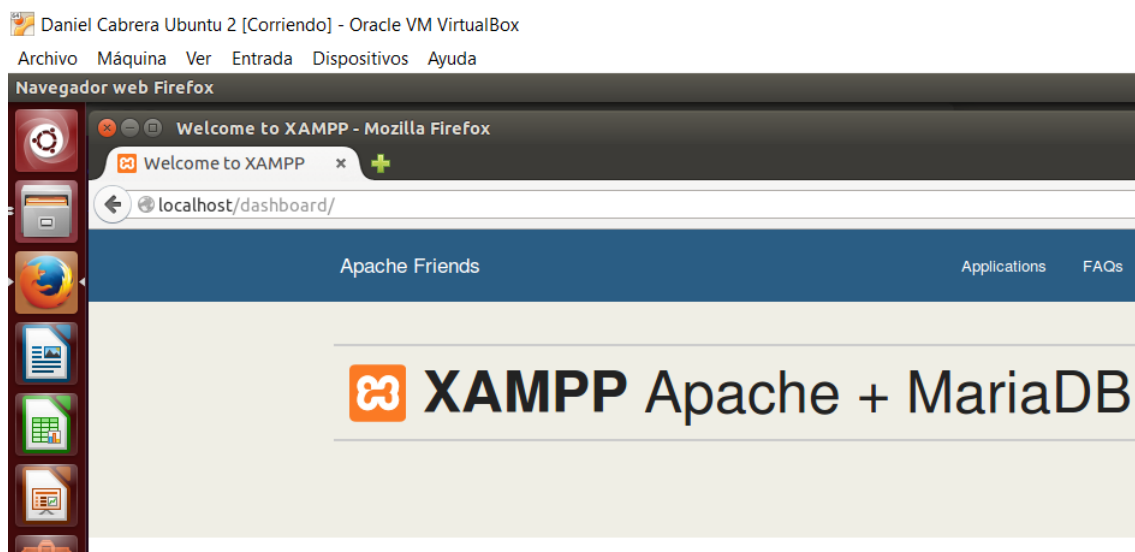 Daniel Cabrera Ubuntu 2 [Corriendo] - Oracle VM VirtualBox
Archivo Máquina Ver Entrada Dispositivos Ayuda
Navegador web Firefox
Welcome to XAMPP - Mozilla Firefox
Welcome to XAMPP
localhost/dashboard/
Apache Friends Applications FAQs
XAMPP Apache + MariaDB